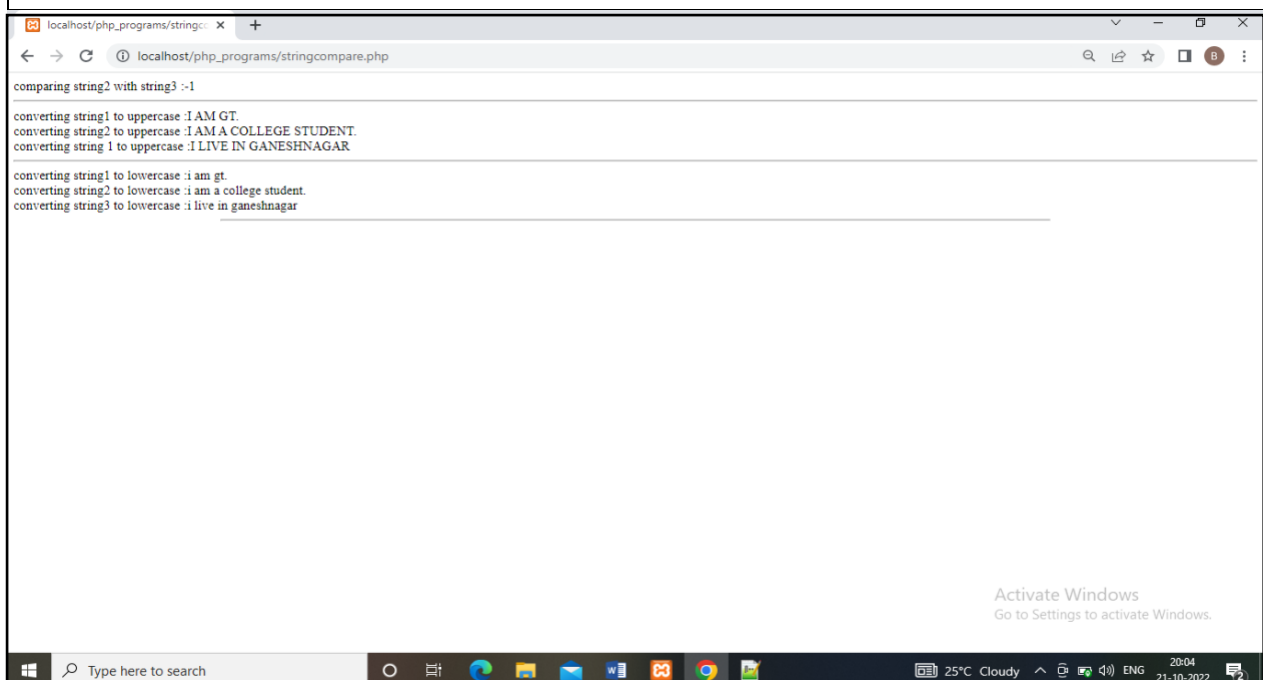 localhost/php_programs/stringc
localhost/php_programs/stringcompare.php
B
comparing string2 with string3 :-1
converting string1 to uppercase :I AM GT.
converting string2 to uppercase :I AM A COLLEGE STUDENT.
converting string 1 to uppercase :I LIVE IN GANESHNAGAR
converting string1 to lowercase :i am gt.
converting string2 to lowercase :i am a college student.
converting string3 to lowercase :i live in ganeshnagar
Activate Windows
Go to Settings to activate Windows.
Type here to search
25°C Cloudy
ENG
20:04
21-10-2022
2